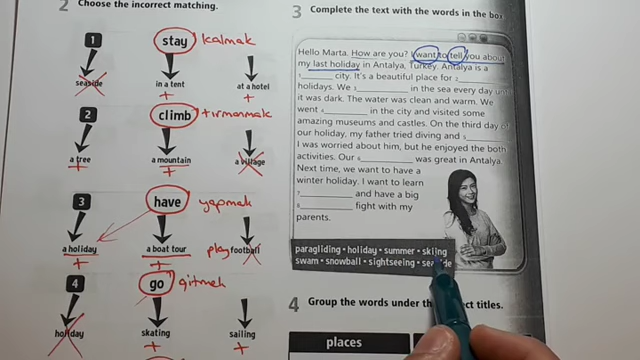 2 Choose the incorrect matching.
1
stay kalmak
seaside in a tent at a hotel
+ +
2
climb tırmanmak
a tree a mountain a village
+ +
3
have yapmak
a holiday a boat tour play football
+ +
4
go gitmek
holiday skating sailing
+ +
3 Complete the text with the words in the box
Hello Marta. How are you? I want to tell you about
my last holiday in Antalya, Turkey. Antalya is a
1 city. It's a beautiful place for 2
holidays. We 3 in the sea every day until
it was dark. The water was clean and warm. We
went 4 in the city and visited some
amazing museums and castles. On the third day of
our holiday, my father tried diving and 5
I was worried about him, but he enjoyed the both
activities. Our 6 was great in Antalya.
Next time, we want to have a
winter holiday. I want to learn
7 and have a big
8 fight with my
parents.
paragliding • holiday • summer • skiing
swam • snowball • sightseeing • seaside
4 Group the words under the correct titles.
places